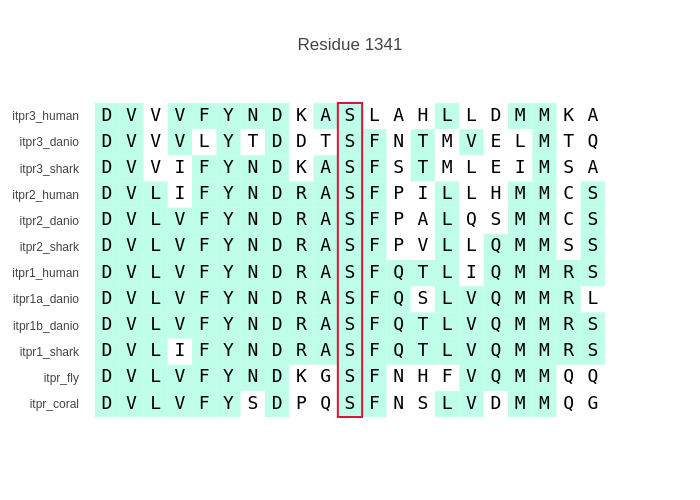 Residue 1341
itpr3_human D V V V F Y N D K A S L A H L L D M M K A
itpr3_danio D V V V L Y T D D T S F N T M V E L M T Q
itpr3_shark D V V I F Y N D K A S F S T M L E I M S A
itpr2_human D V L I F Y N D R A S F P I L L H M M C S
itpr2_danio D V L V F Y N D R A S F P A L Q S M M C S
itpr2_shark D V L V F Y N D R A S F P V L L Q M M S S
itpr1_human D V L V F Y N D R A S F Q T L I Q M M R S
itpr1a_danio D V L V F Y N D R A S F Q S L V Q M M R L
itpr1b_danio D V L V F Y N D R A S F Q T L V Q M M R S
itpr1_shark D V L I F Y N D R A S F Q T L V Q M M R S
itpr_fly D V L V F Y N D K G S F N H F V Q M M Q Q
itpr_coral D V L V F Y S D P Q S F N S L V D M M Q G